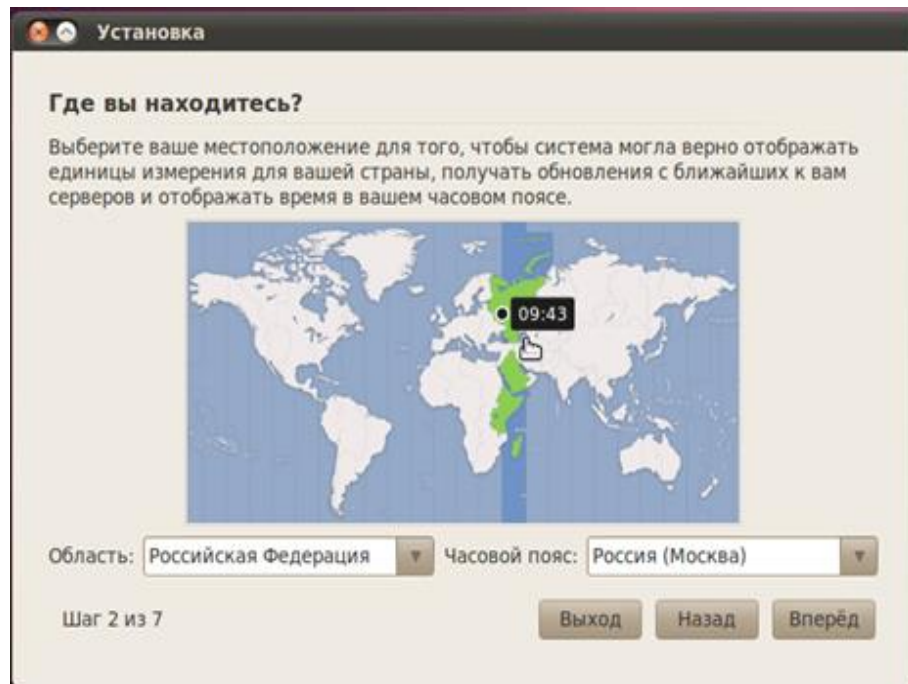 Установка
Где вы находитесь?
Выберите ваше местоположение для того, чтобы система могла верно отображать
единицы измерения для вашей страны, получать обновления с ближайших к вам
серверов и отображать время в вашем часовом поясе.
09:43
Область: Российская Федерация Часовой пояс: Россия (Москва)
Шаг 2 из 7 Выход Назад Вперёд